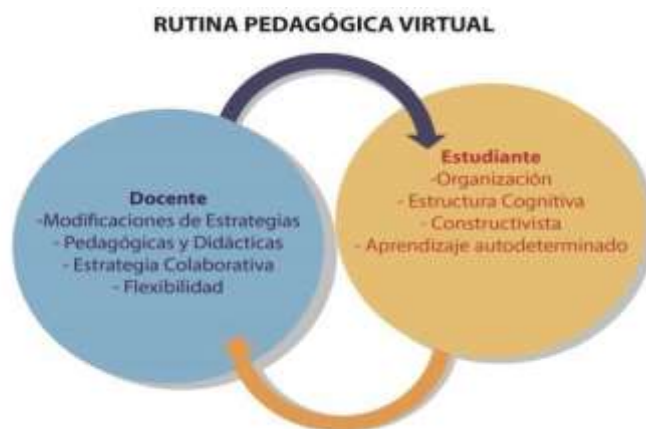 RUTINA PEDAGÓGICA VIRTUAL
Docente
-Modificaciones de Estrategias
- Pedagógicas y Didácticas
- Estrategia Colaborativa
- Flexibilidad
Estudiante
-Organización
- Estructura Cognitiva
- Constructivista
- Aprendizaje autodeterminado